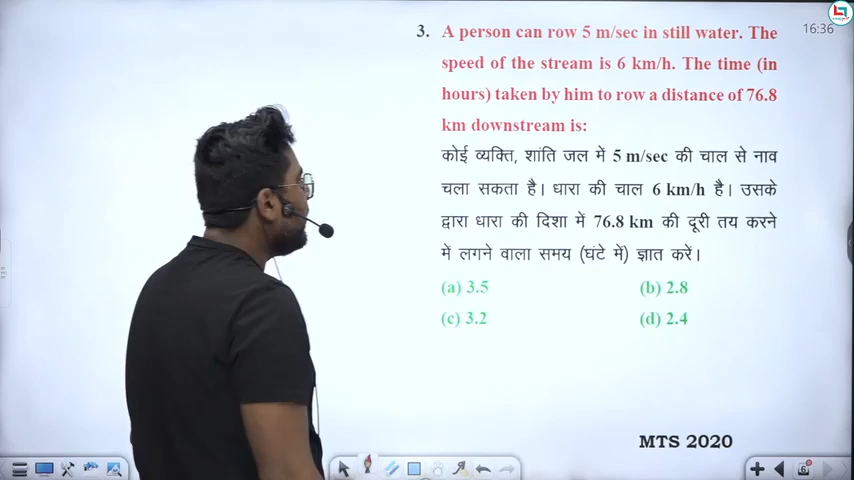 16:36
3. A person can row 5 m/sec in still water. The
speed of the stream is 6 km/h. The time (in
hours) taken by him to row a distance of 76.8
km downstream is:
कोई व्यक्ति, शांति जल में 5 m/sec की चाल से नाव
चला सकता है। धारा की चाल 6 km/h है। उसके
द्वारा धारा की दिशा में 76.8 km की दूरी तय करने
में लगने वाला समय (घंटे में) ज्ञात करें।
(a) 3.5 (b) 2.8
(c) 3.2 (d) 2.4
MTS 2020